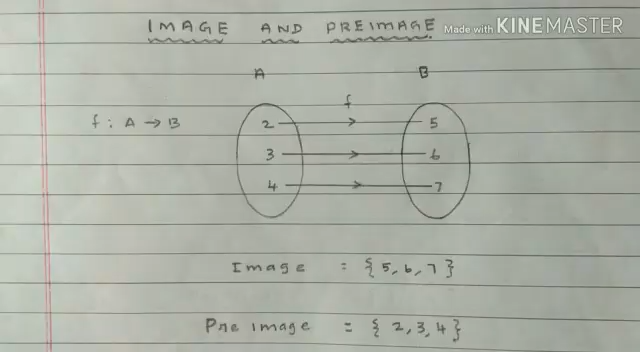 IMAGE AND PREIMAGE
Made with KINEMASTER
A B
f
f : A → B
2 5
3 6
4 7
Image = {5, 6, 7}
Pre image = {2, 3, 4}